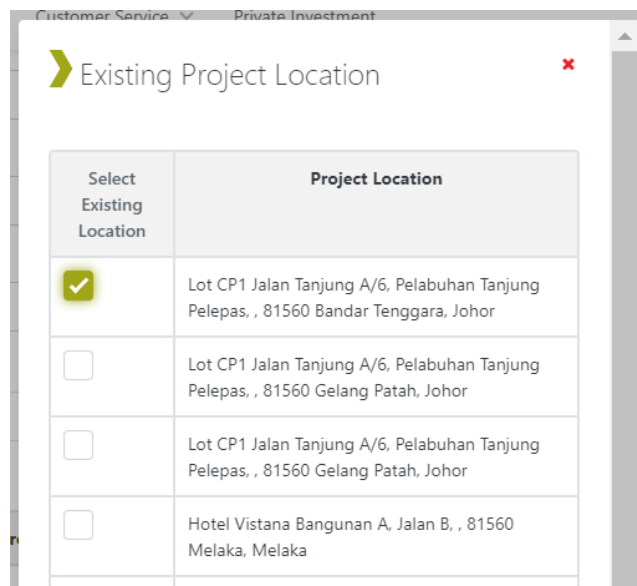 Customer Service Private Investment
Existing Project Location
Select
Existing
Location
Project Location
Lot CP1 Jalan Tanjung A/6, Pelabuhan Tanjung
Pelepas, , 81560 Bandar Tenggara, Johor
Lot CP1 Jalan Tanjung A/6, Pelabuhan Tanjung
Pelepas, , 81560 Gelang Patah, Johor
Lot CP1 Jalan Tanjung A/6, Pelabuhan Tanjung
Pelepas, , 81560 Gelang Patah, Johor
Hotel Vistana Bangunan A, Jalan B, , 81560
Melaka, Melaka